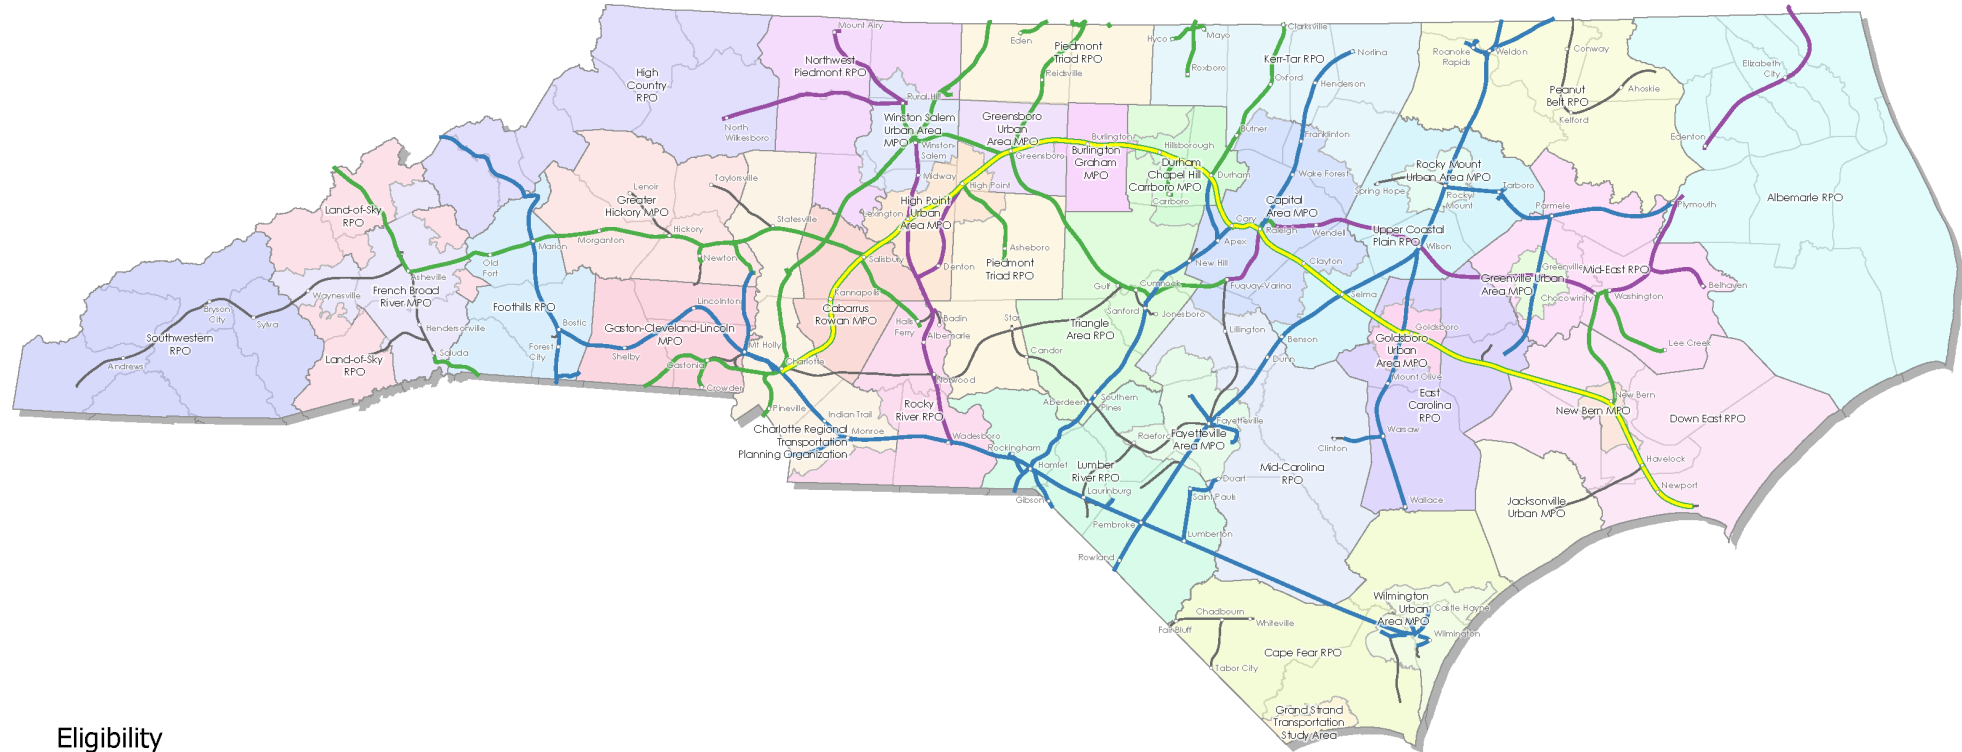 Mount Airy
Northwest
Piedmont RPO
High
Country
RPO
Rural Hill
North
Wilkesboro
Winston Salem
Urban Area
MPO
Winston-
Salem
Midway
Eden
Piedmont
Triad RPO
Reidsville
Greensboro
Urban
Area MPO
Greensboro
Burlington
Burlington
Graham
MPO
Hyco
Mayo
Roxboro
Clarksville
Kerr-Tar RPO
Oxford
Norlina
Henderson
Butner
Franklinton
Hillsborough
Durham
Chapel Hill
Carrboro MPO
Durham
Carrboro
Wake Forest
Capital
Area MPO
Cary
Raleigh
Wendell
Apex
New Hill
Clayton
Fuquay-Varina
Roanoke
Rapids
Weldon
Conway
Peanut
Belt RPO
Ahoskie
Kelford
Elizabeth
City
Edenton
Albemarle RPO
Rocky Mount
Urban Area MPO
Spring Hope
Rocky
Mount
Tarboro
Parmele
Plymouth
Upper Coastal
Plain RPO
Wilson
Greenville
Greenville Urban
Area MPO
Mid-East RPO
Chocowinity
Washington
Belhaven
Lee Creek
High Point
High Point
Urban
Area MPO
Lexington
Asheboro
Piedmont
Triad RPO
Denton
Taylorsville
Lenoir
Greater
Hickory MPO
Hickory
Morganton
Statesville
Newton
Salisbury
Kannapolis
Cabarrus
Rowan MPO
Land-of-Sky
RPO
Marion
Old
Fort
Asheville
French Broad
River MPO
Waynesville
Hendersonville
Bryson
City
Sylva
Southwestern
RPO
Andrews
Land-of-Sky
RPO
Saluda
Foothills RPO
Bostic
Forest
City
Lincolnton
Gaston-Cleveland-Lincoln
MPO
Shelby
Gastonia
Crowder
Mt Holly
Charlotte
Pineville
Charlotte Regional
Transportation
Planning Organization
Indian Trail
Monroe
Halls
Ferry
Badin
Albemarle
Norwood
Rocky
River RPO
Wadesboro
Star
Candor
Gulf
Cumnock
Sanford
Jonesboro
Triangle
Area RPO
Lillington
Selma
Benson
Dunn
Goldsboro
Goldsboro
Urban
Area MPO
Mount Olive
East
Carolina
RPO
Warsaw
Clinton
Wallace
New Bern
New Bern MPO
Down East RPO
Havelock
Newport
Jacksonville
Urban MPO
Aberdeen
Southern
Pines
Rockingham
Hamlet
Gibson
Raeford
Fayetteville
Fayetteville
Area MPO
Lumber
River RPO
Laurinburg
Duart
Saint Pauls
Pembroke
Lumberton
Rowland
Mid-Carolina
RPO
Fair Bluff
Chadbourn
Whiteville
Tabor City
Cape Fear RPO
Wilmington
Urban
Area MPO
Castle Hayne
Wilmington
Grand Strand
Transportation
Study Area
Eligibility